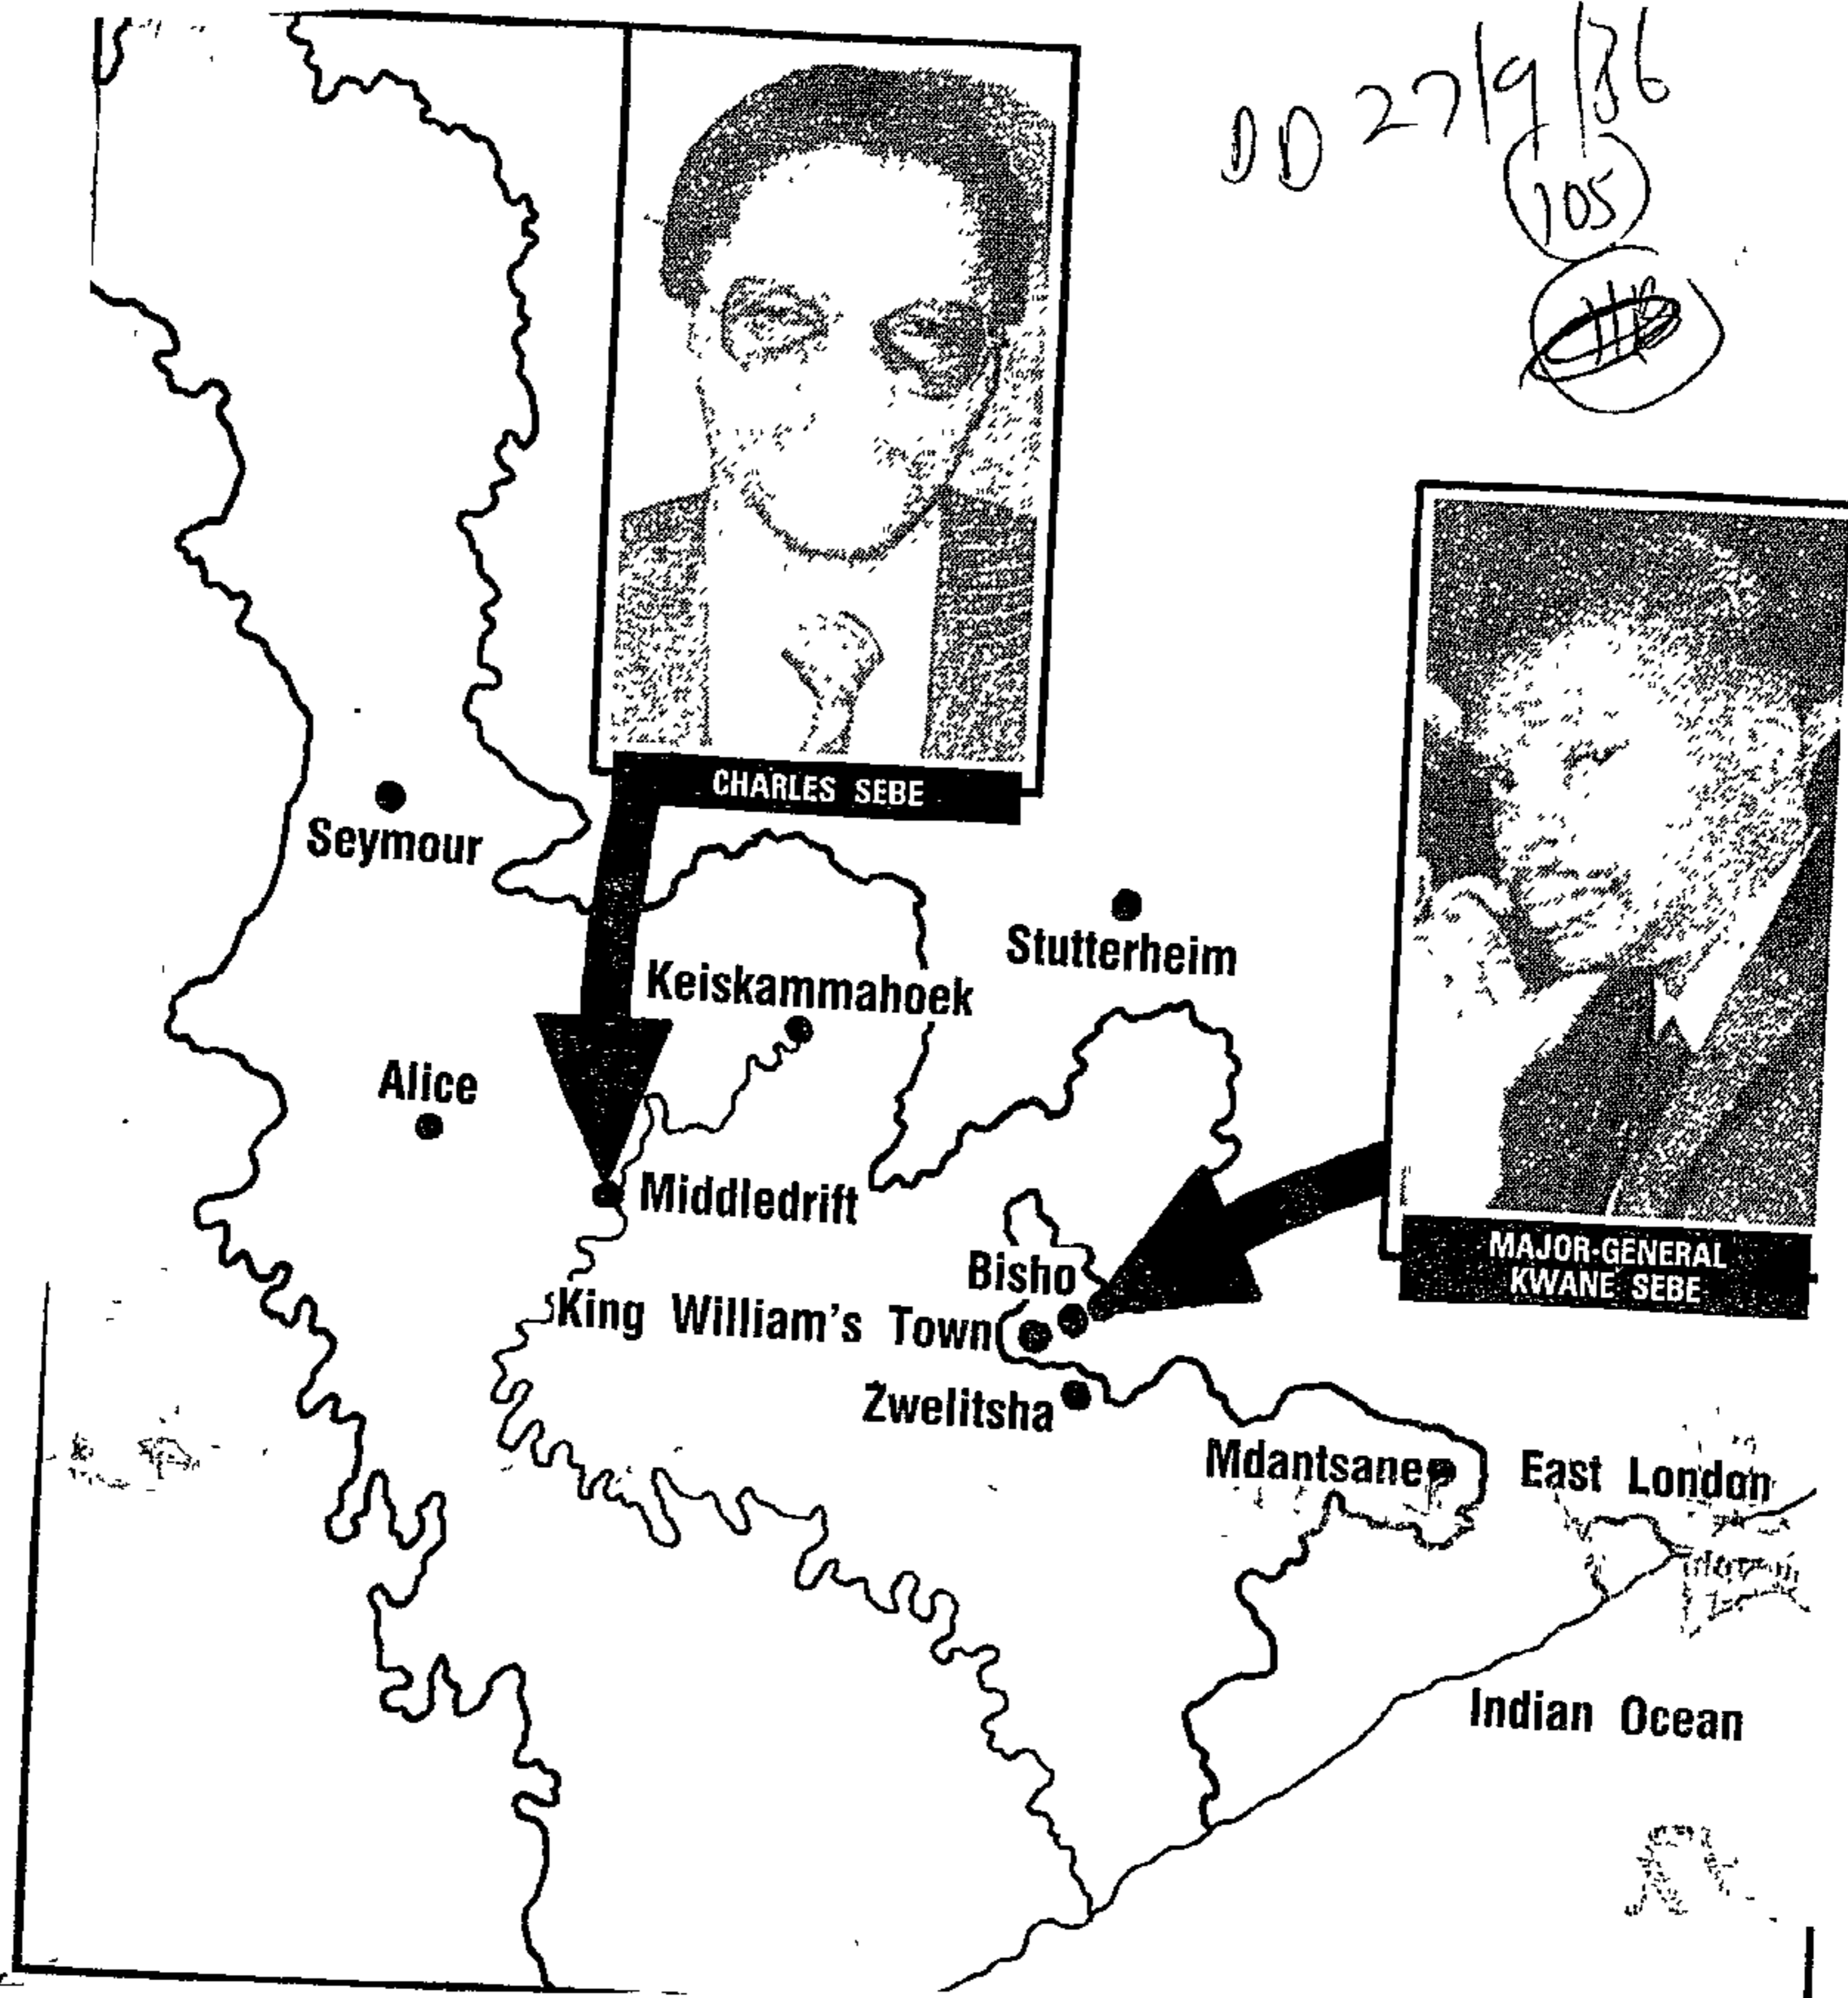 DD 27/9/86
105
CHARLES SEBE
Seymour
Stutterheim
Keiskammahoek
Alice
Middledrift
MAJOR-GENERAL
KWANE SEBE
Bisho
King William's Town
Zwelitsha
Mdantsane
East London
Indian Ocean